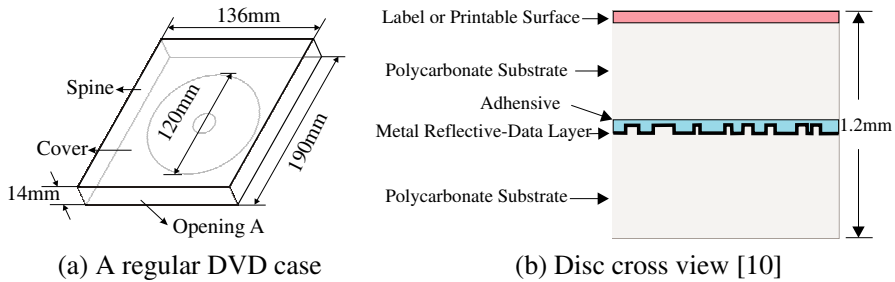 136mm
Spine
120mm
190mm
Cover
14mm
Opening A
(a) A regular DVD case
Label or Printable Surface
Polycarbonate Substrate
Adhensive
Metal Reflective-Data Layer
1.2mm
Polycarbonate Substrate
(b) Disc cross view [10]